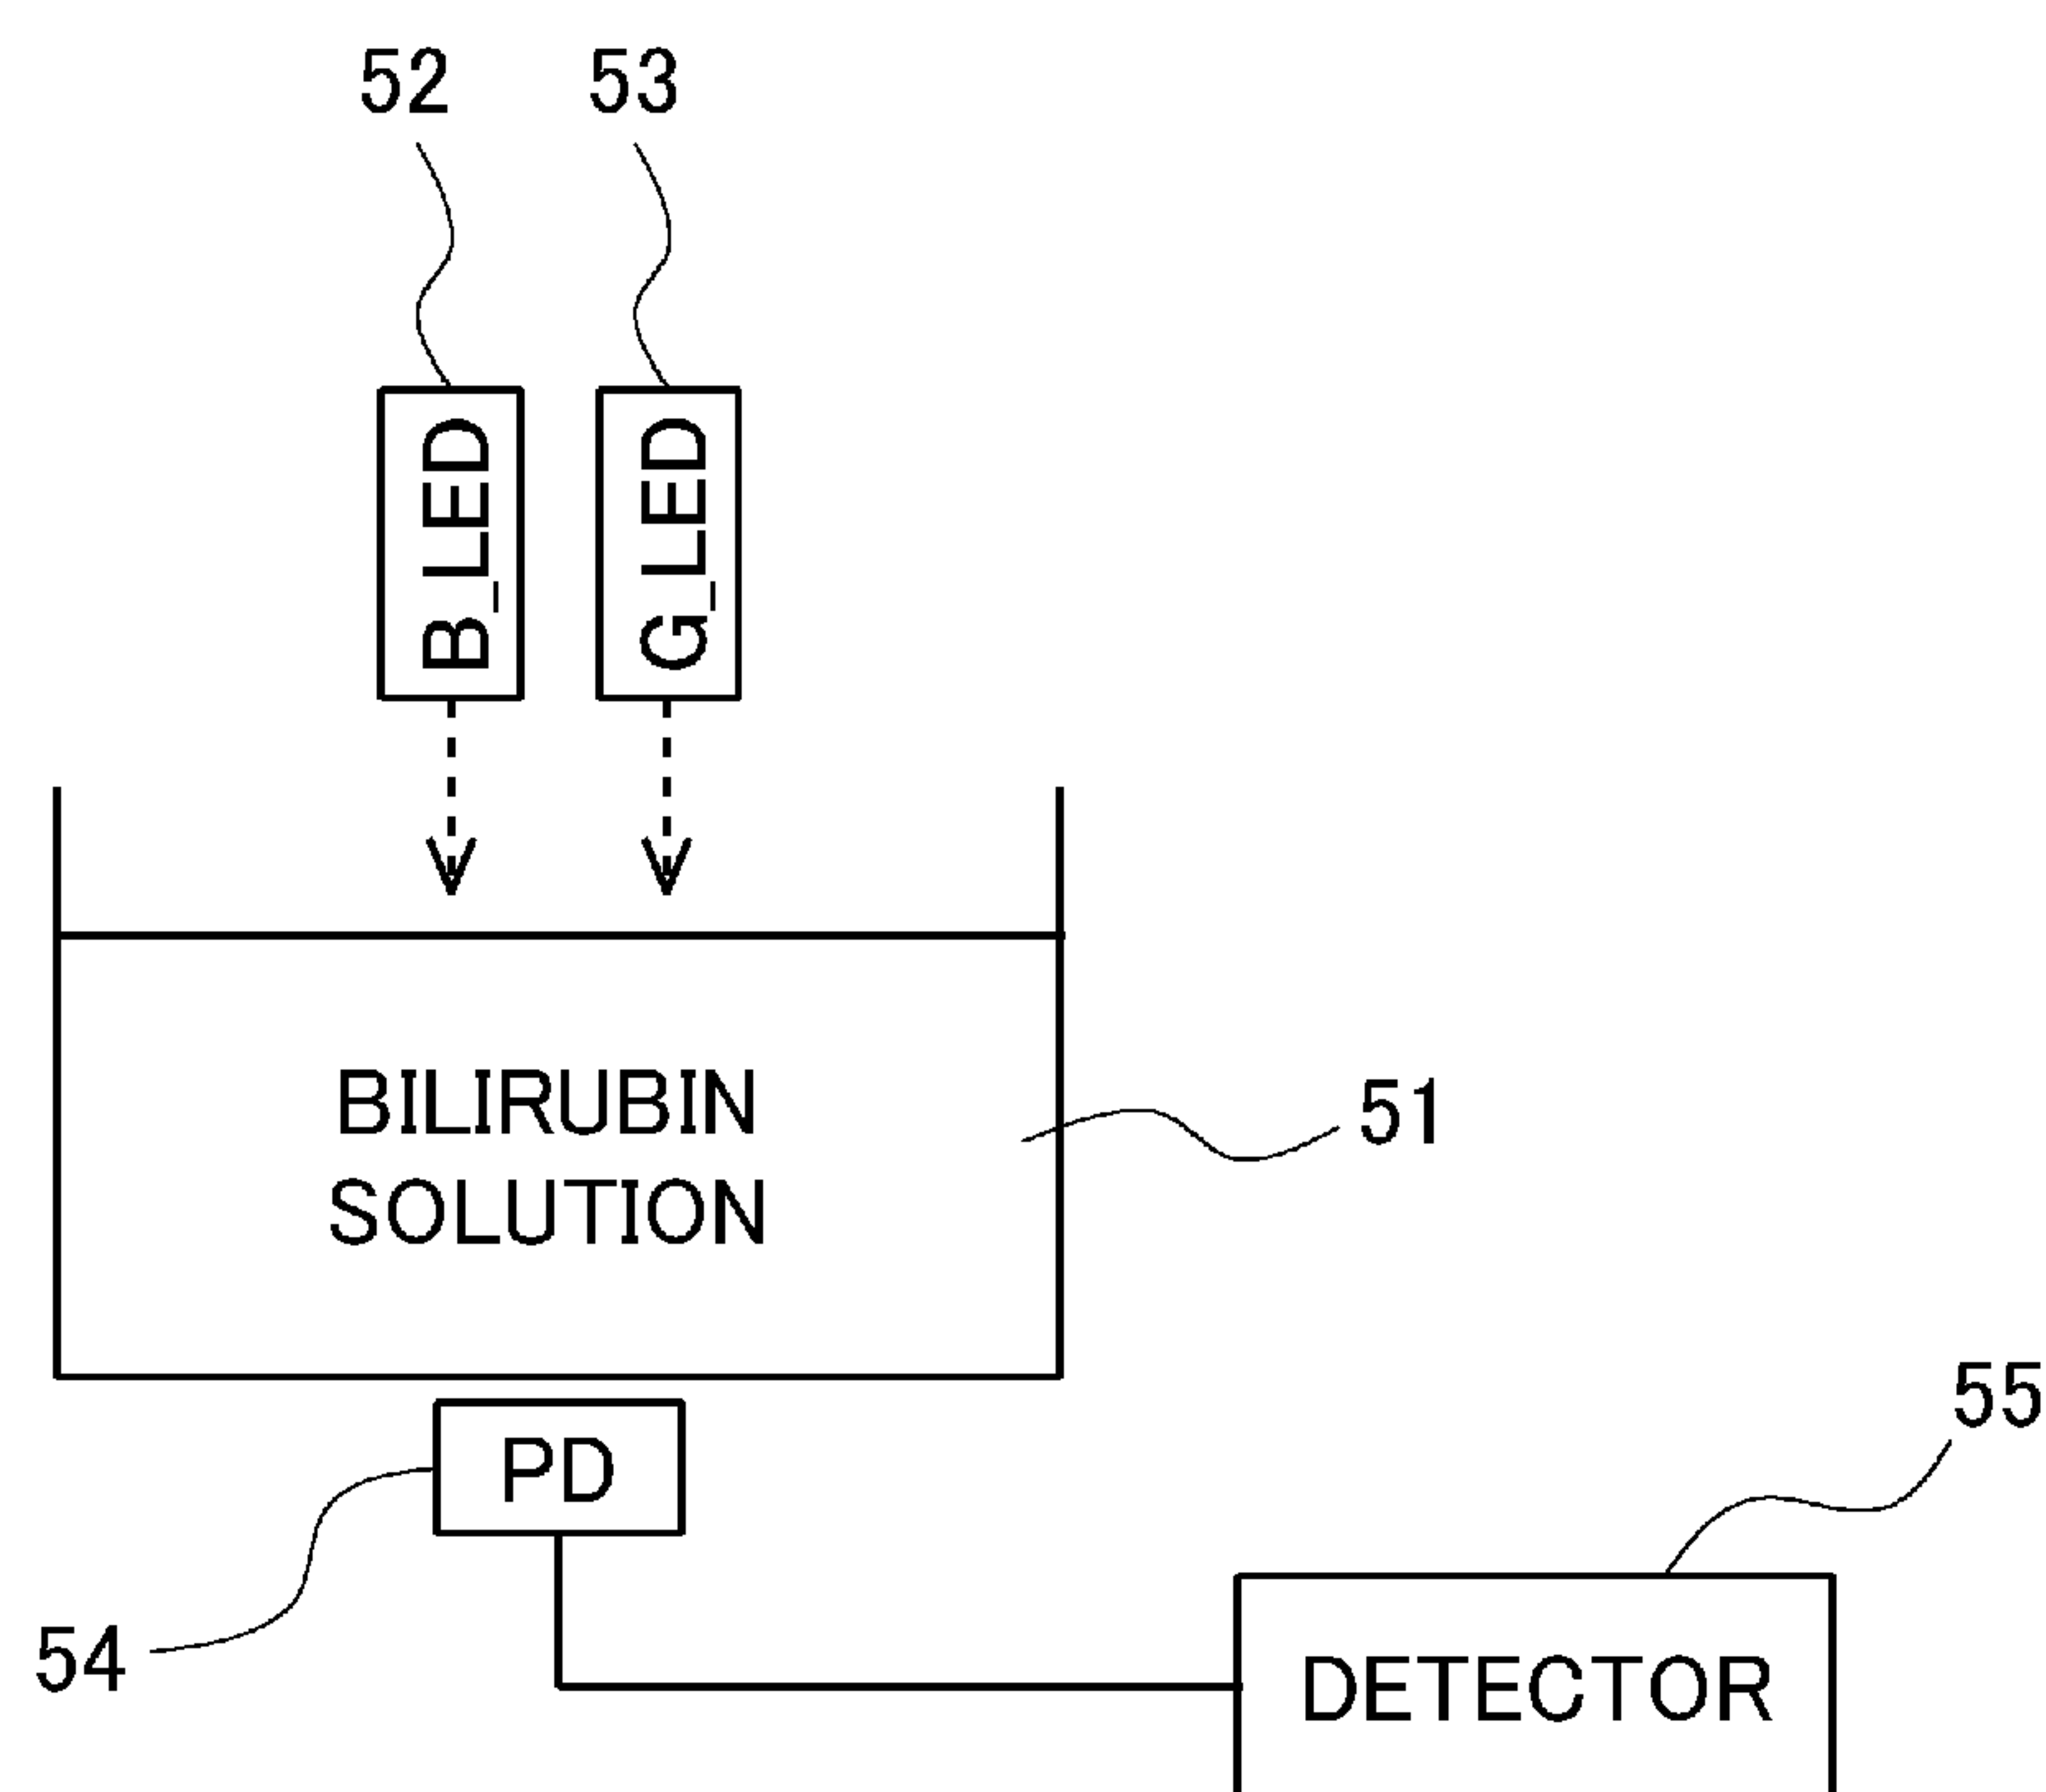 52
53
B_LED
G_LED
BILIRUBIN
SOLUTION
51
PD
55
54
DETECTOR